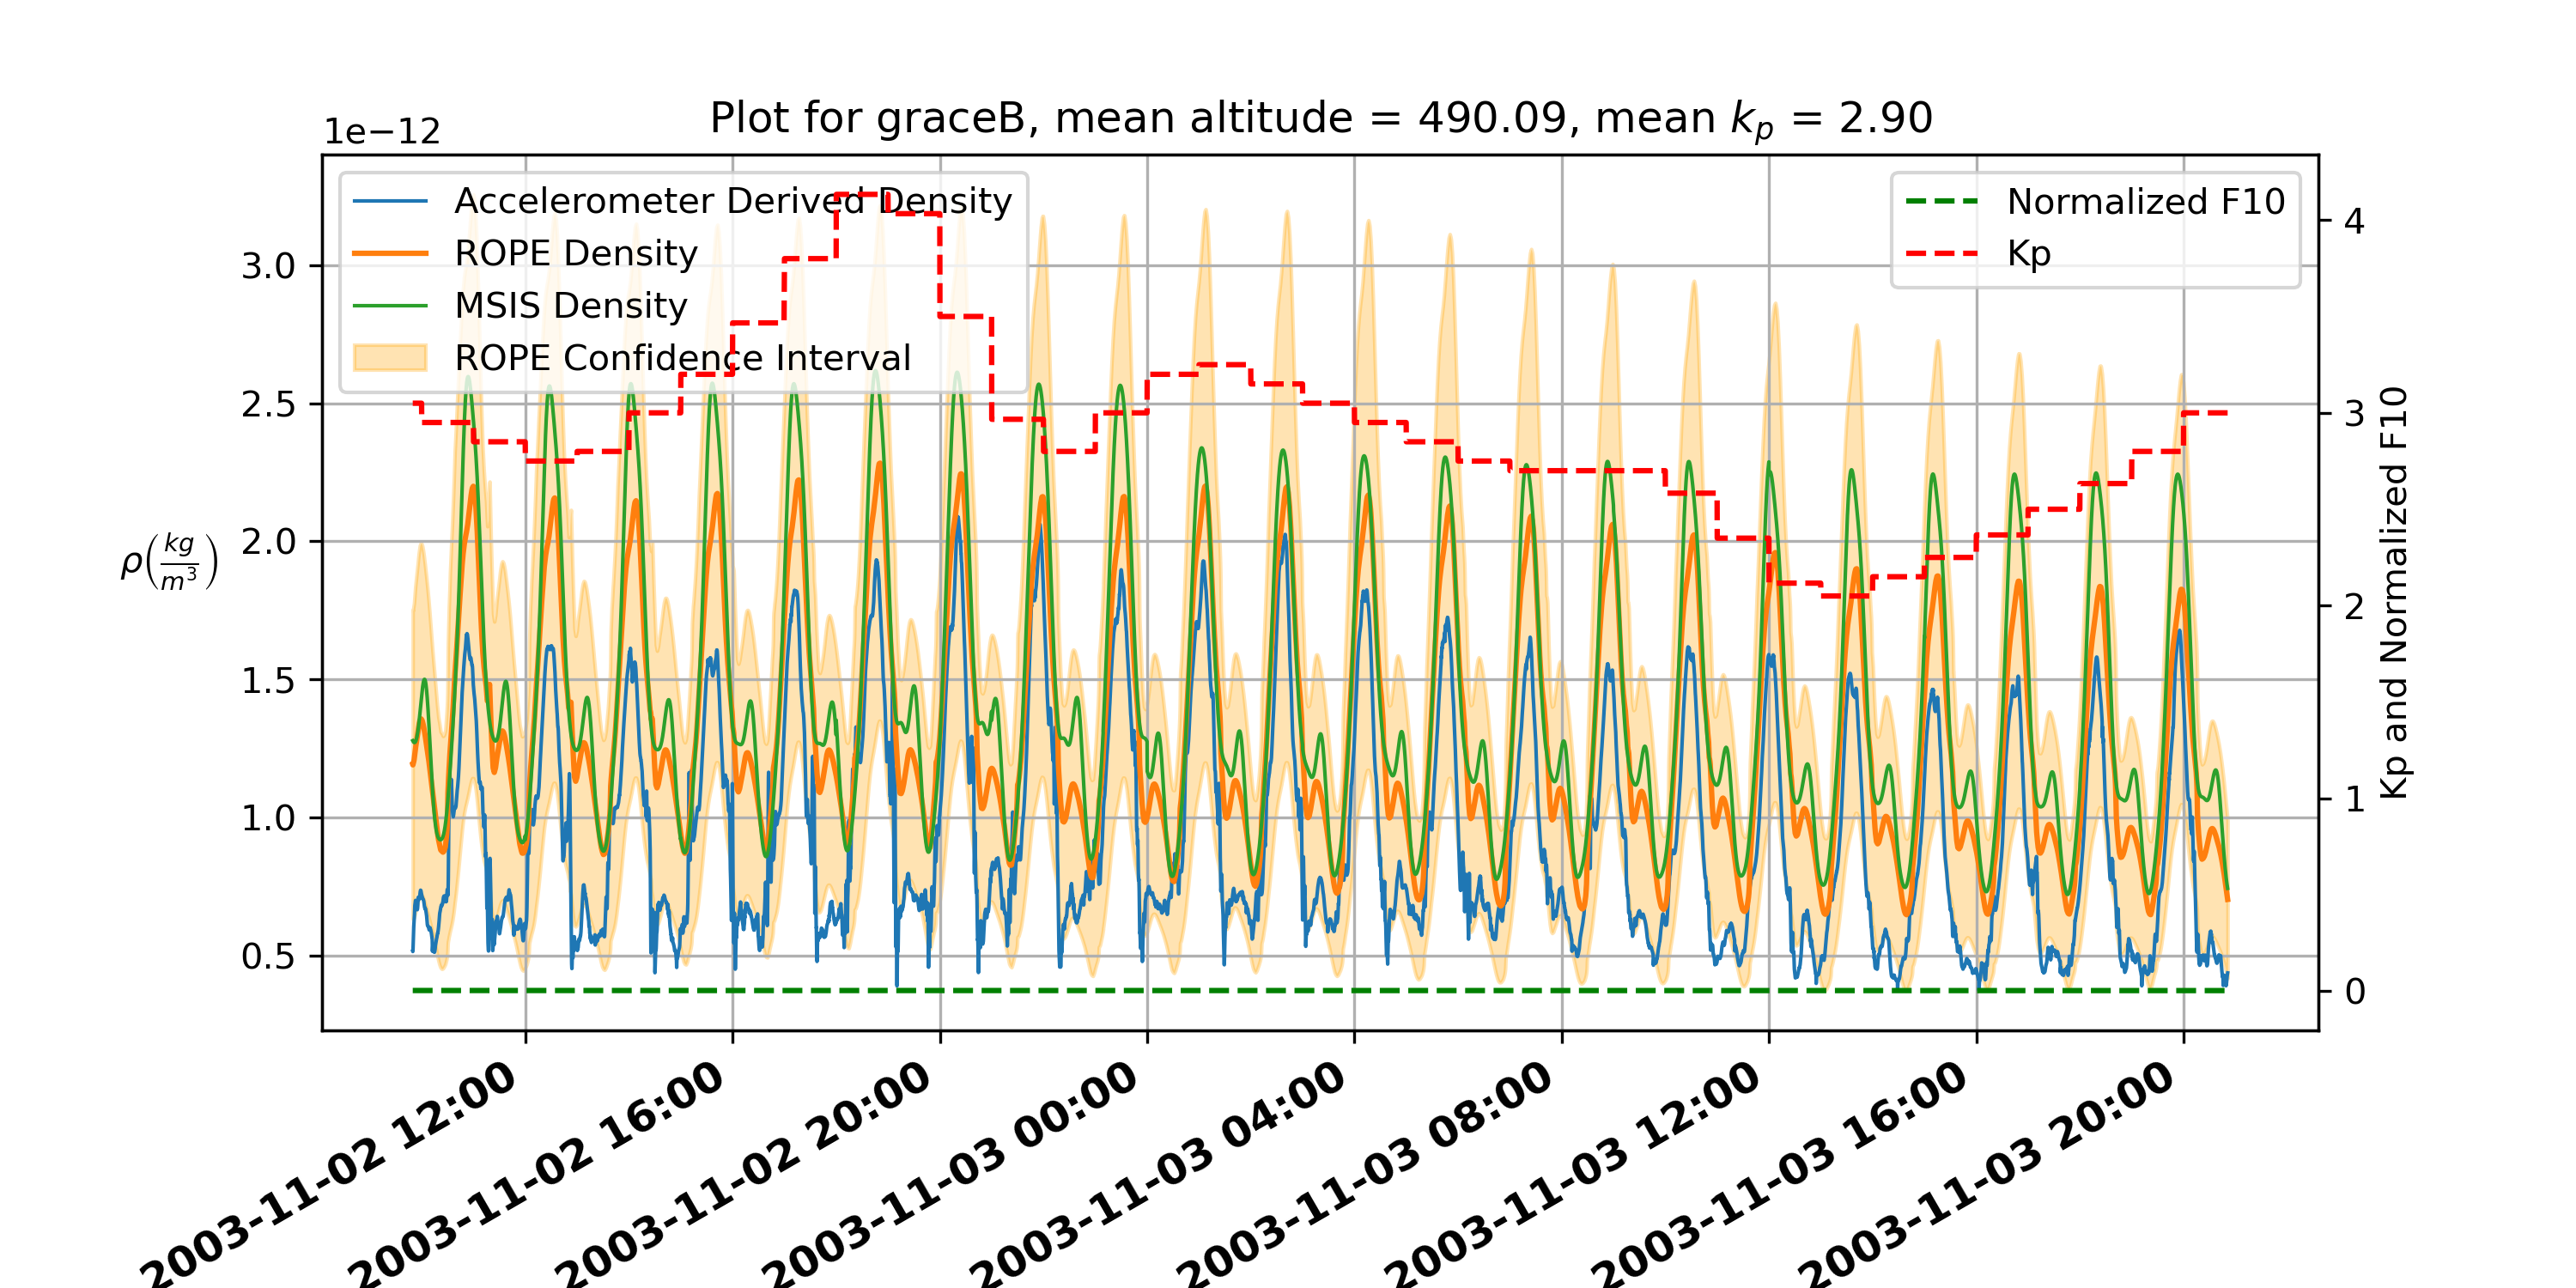 Plot for graceB, mean altitude = 490.09, mean kp = 2.90
1e−12
Accelerometer Derived Density
ROPE Density
MSIS Density
ROPE Confidence Interval
Normalized F10
Kp
3.0
2.5
2.0
1.5
1.0
0.5
ρ(kg/m³)
4
3
2
1
0
Kp and Normalized F10
2003-11-02 12:00
2003-11-02 16:00
2003-11-02 20:00
2003-11-03 00:00
2003-11-03 04:00
2003-11-03 08:00
2003-11-03 12:00
2003-11-03 16:00
2003-11-03 20:00